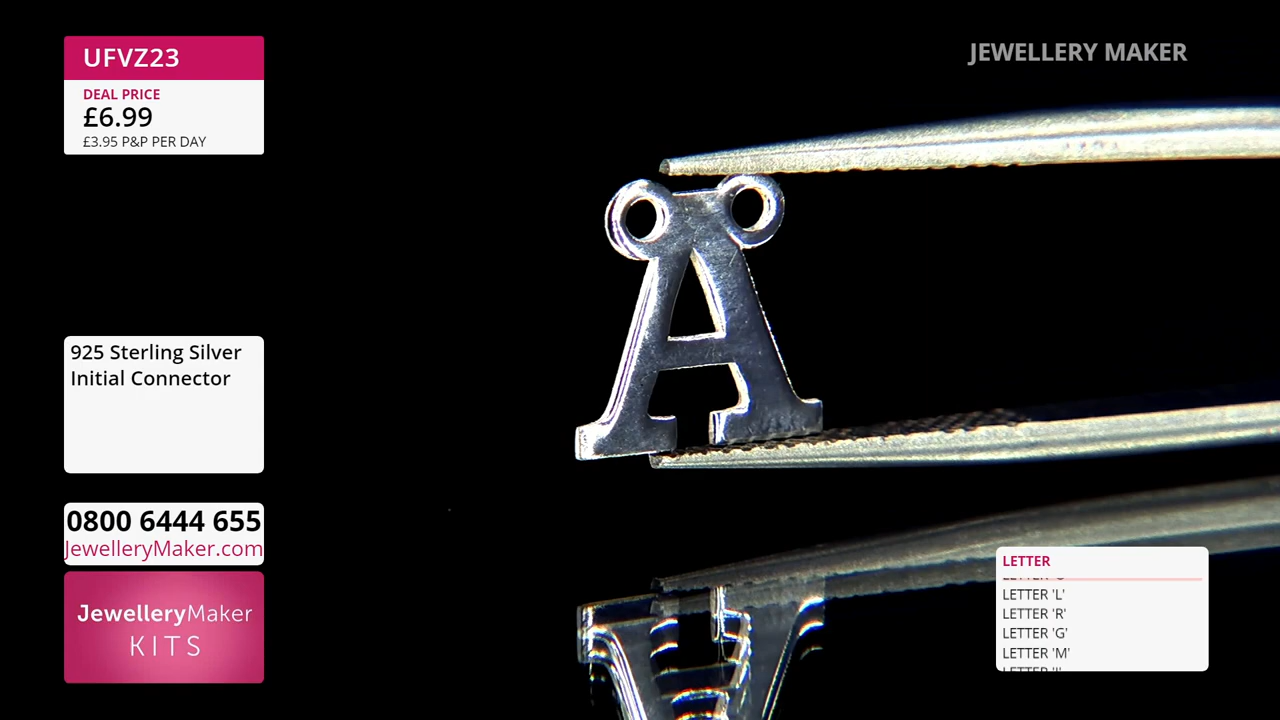 UFVZ23
DEAL PRICE
£6.99
£3.95 P&P PER DAY
JEWELLERY MAKER
A
925 Sterling Silver
Initial Connector
0800 6444 655
JewelleryMaker.com
JewelleryMaker
KITS
LETTER
LETTER 'L'
LETTER 'R'
LETTER 'G'
LETTER 'M'